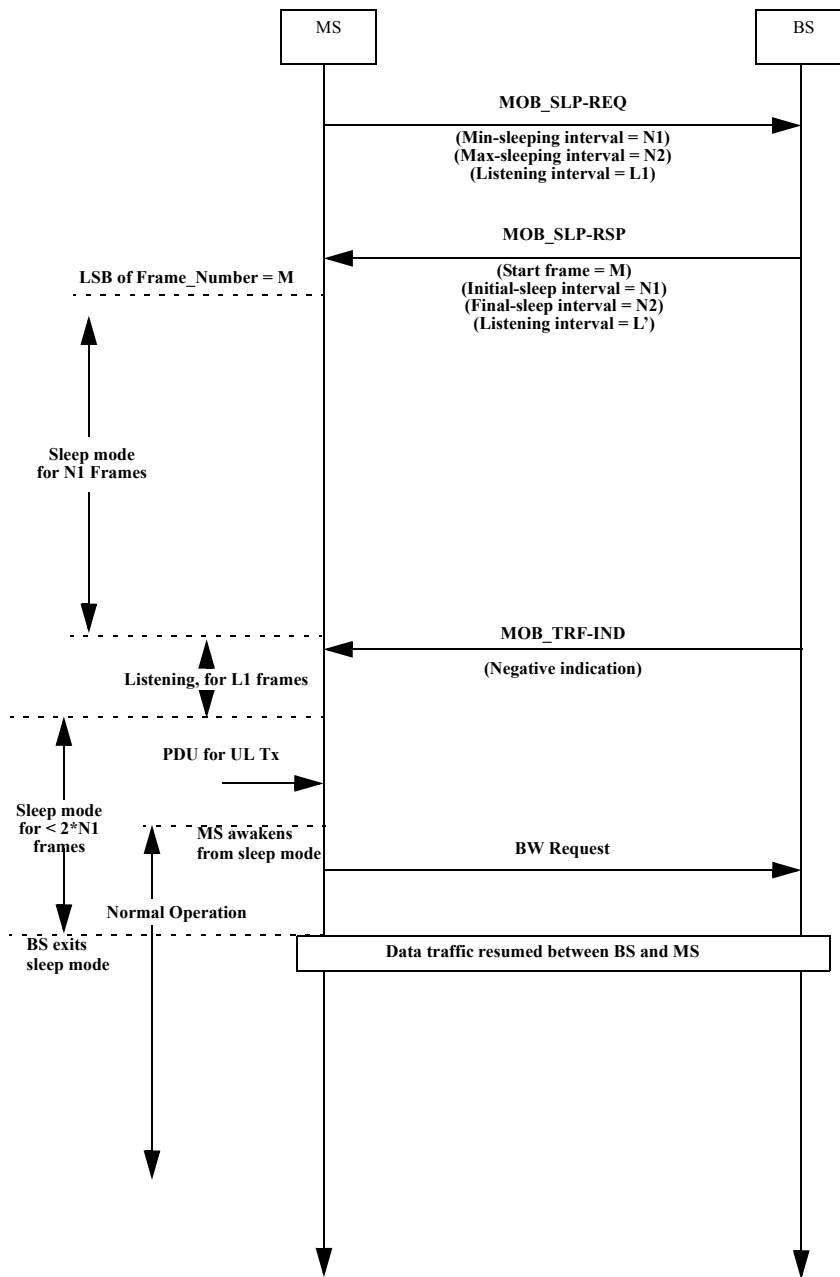 MS
BS
MOB_SLP-REQ
(Min-sleeping interval = N1)
(Max-sleeping interval = N2)
(Listening interval = L1)
MOB_SLP-RSP
LSB of Frame_Number = M
(Start frame = M)
(Initial-sleep interval = N1)
(Final-sleep interval = N2)
(Listening interval = L’)
Sleep mode
for N1 Frames
MOB_TRF-IND
(Negative indication)
Listening, for L1 frames
PDU for UL Tx
Sleep mode
for < 2*N1
frames
MS awakens
from sleep mode
BW Request
Normal Operation
BS exits
sleep mode
Data traffic resumed between BS and MS